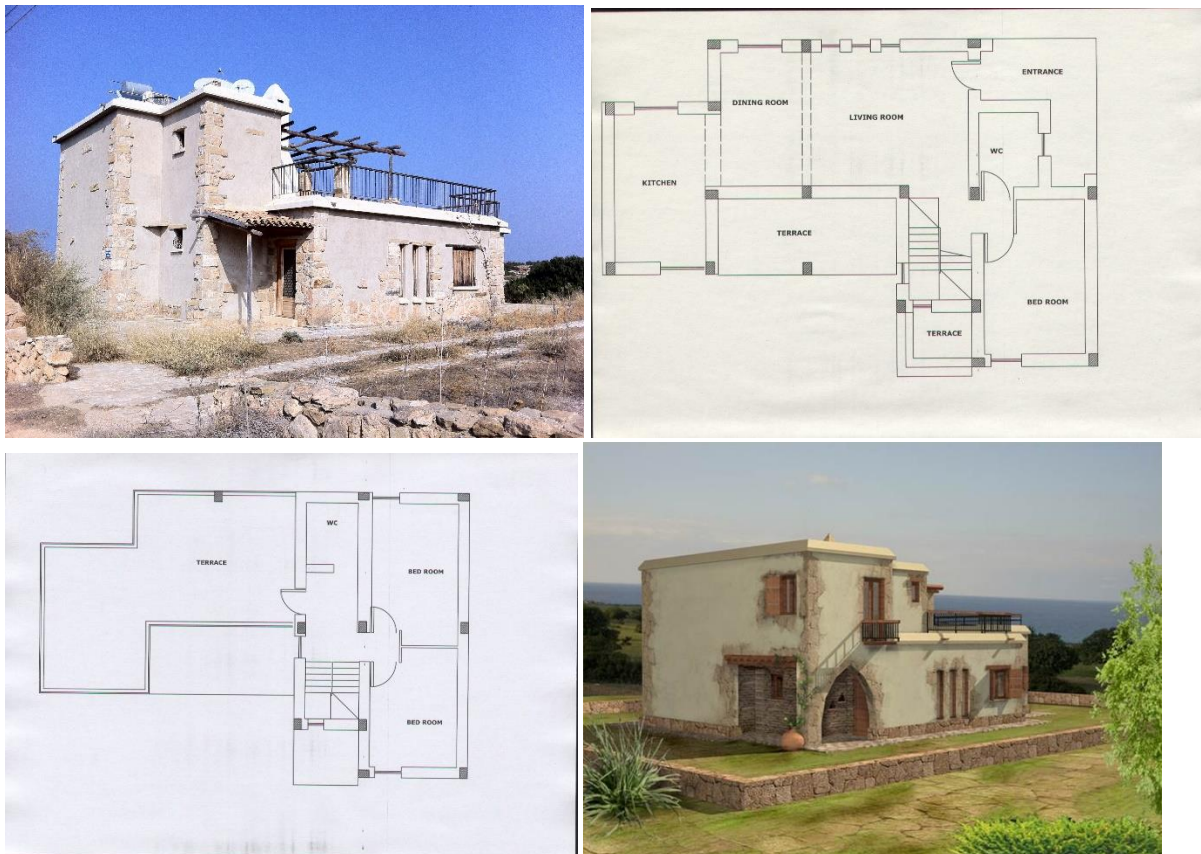 ENTRANCE
DINING ROOM
LIVING ROOM
WC
KITCHEN
TERRACE
BED ROOM
TERRACE
WC
TERRACE
BED ROOM
BED ROOM